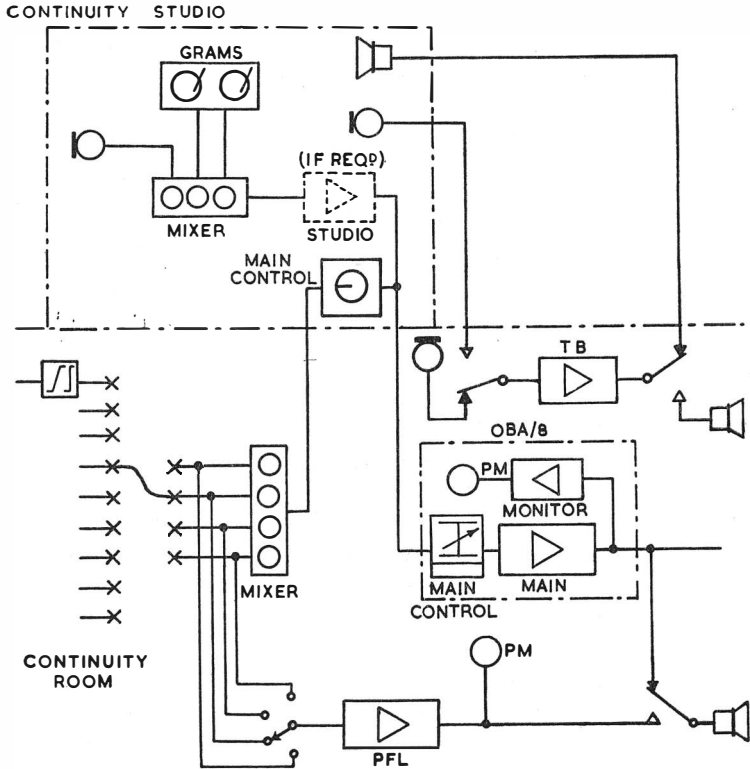 CONTINUITY STUDIO
GRAMS
(IF REQD)
MIXER
STUDIO
MAIN
CONTROL
TB
OBA/8
PM
MONITOR
MAIN
CONTROL
MAIN
MIXER
CONTINUITY
ROOM
PM
PFL